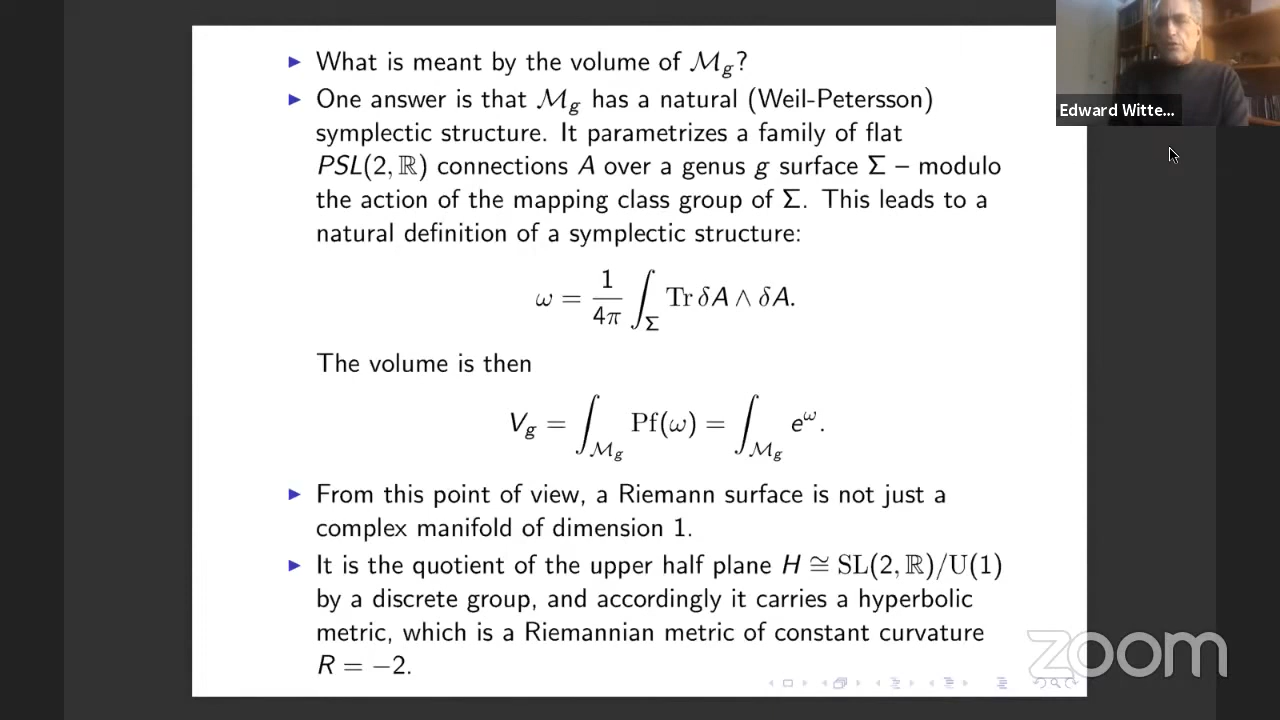 What is meant by the volume of ℳg?
One answer is that ℳg has a natural (Weil-Petersson)
symplectic structure. It parametrizes a family of flat
PSL(2, ℝ) connections A over a genus g surface Σ – modulo
the action of the mapping class group of Σ. This leads to a
natural definition of a symplectic structure:
ω = 1/4π ∫_Σ Tr δA ∧ δA.
The volume is then
V_g = ∫_ℳg Pf(ω) = ∫_ℳg e^ω.
From this point of view, a Riemann surface is not just a
complex manifold of dimension 1.
It is the quotient of the upper half plane H ≅ SL(2, ℝ)/U(1)
by a discrete group, and accordingly it carries a hyperbolic
metric, which is a Riemannian metric of constant curvature
R = −2.
Edward Witte...
zoom